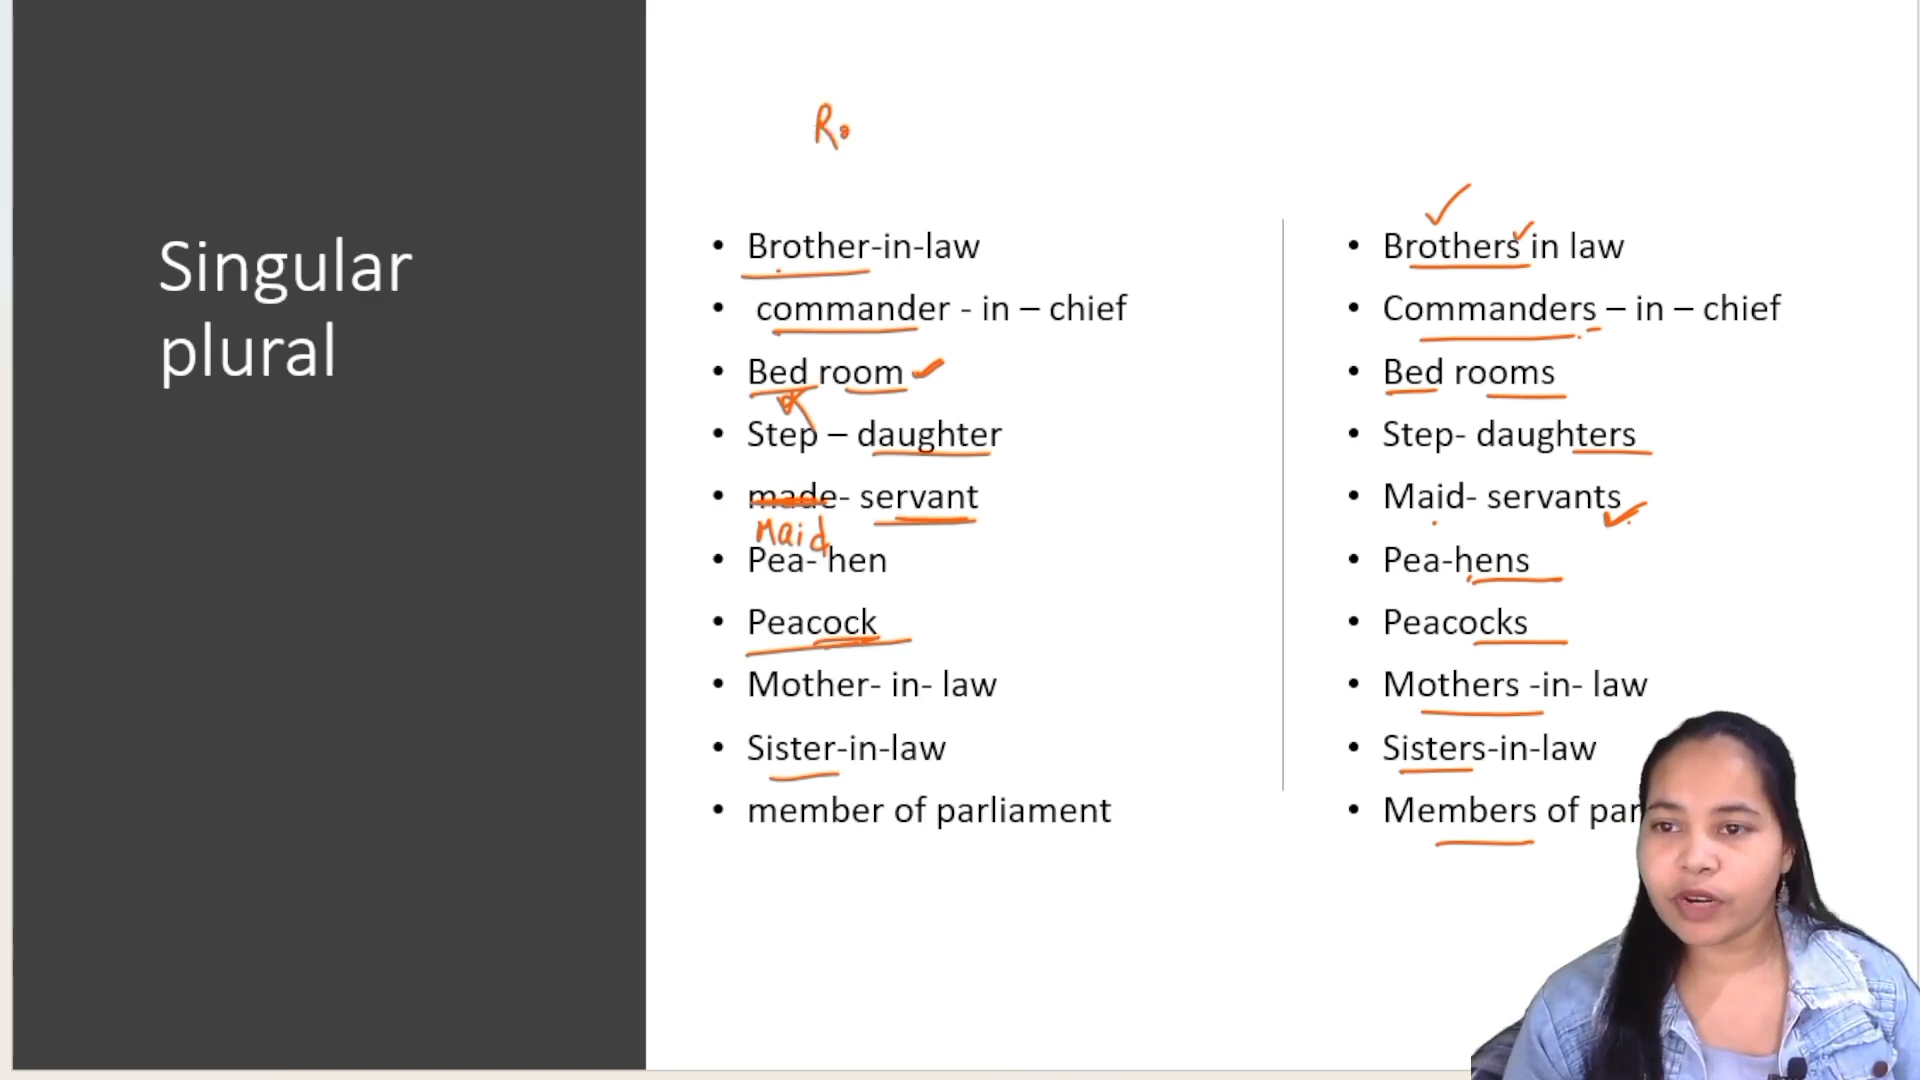 Singular
plural
R.
• Brother-in-law
• commander - in – chief
• Bed room
• Step – daughter
• made- servant
Maid
• Pea- hen
• Peacock
• Mother- in- law
• Sister-in-law
• member of parliament
• Brothers in law
• Commanders – in – chief
• Bed rooms
• Step- daughters
• Maid- servants
• Pea-hens
• Peacocks
• Mothers -in- law
• Sisters-in-law
• Members of par